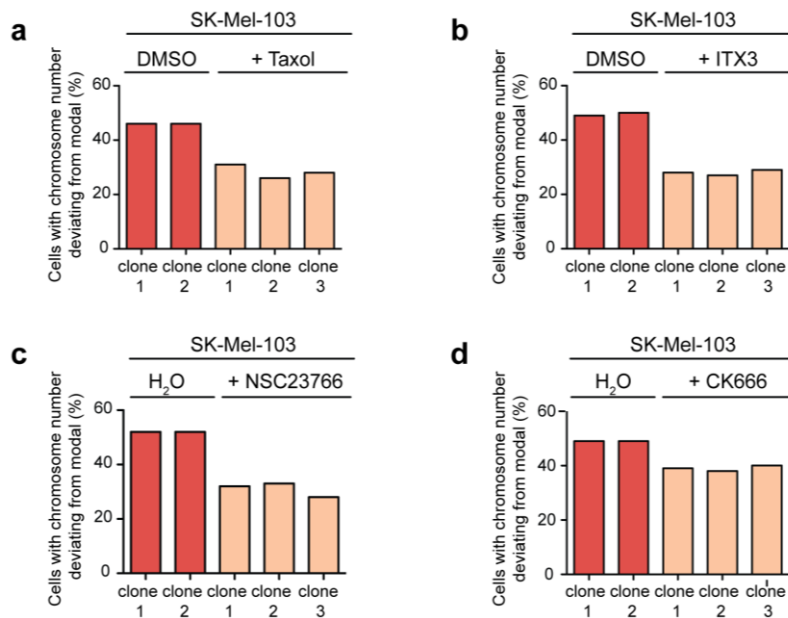 a
SK-Mel-103
DMSO + Taxol
Cells with chromosome number
deviating from modal (%)
60
40
20
0
clone clone clone clone clone
1 2 1 2 3
b
SK-Mel-103
DMSO + ITX3
Cells with chromosome number
deviating from modal (%)
60
40
20
0
clone clone clone clone clone
1 2 1 2 3
c
SK-Mel-103
H₂O + NSC23766
Cells with chromosome number
deviating from modal (%)
60
40
20
0
clone clone clone clone clone
1 2 1 2 3
d
SK-Mel-103
H₂O + CK666
Cells with chromosome number
deviating from modal (%)
60
40
20
0
clone clone clone clone clone
1 2 1 2 3